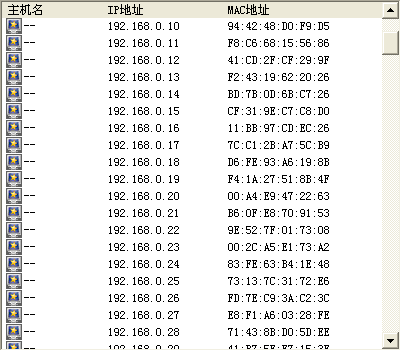 主机名 IP地址 MAC地址
-- 192.168.0.10 94:42:48:D0:F9:D5
-- 192.168.0.11 F8:C6:68:15:56:86
-- 192.168.0.12 41:CD:2F:CF:29:9F
-- 192.168.0.13 F2:43:19:62:20:26
-- 192.168.0.14 BD:7B:0D:6B:C7:26
-- 192.168.0.15 CF:31:9E:C7:C8:D0
-- 192.168.0.16 11:BB:97:CD:EC:26
-- 192.168.0.17 7C:C1:2B:A7:5C:B9
-- 192.168.0.18 D6:FE:93:A6:19:8B
-- 192.168.0.19 F4:1A:27:51:8B:4F
-- 192.168.0.20 00:A4:E9:47:22:63
-- 192.168.0.21 B6:0F:E8:70:91:53
-- 192.168.0.22 9E:52:7F:01:73:08
-- 192.168.0.23 00:2C:A5:E1:73:A2
-- 192.168.0.24 83:FE:63:B4:1E:48
-- 192.168.0.25 73:13:7C:31:72:E6
-- 192.168.0.26 FD:7E:C9:3A:C2:3C
-- 192.168.0.27 E8:F1:A6:03:28:FE
-- 192.168.0.28 71:43:8B:D0:5D:EE